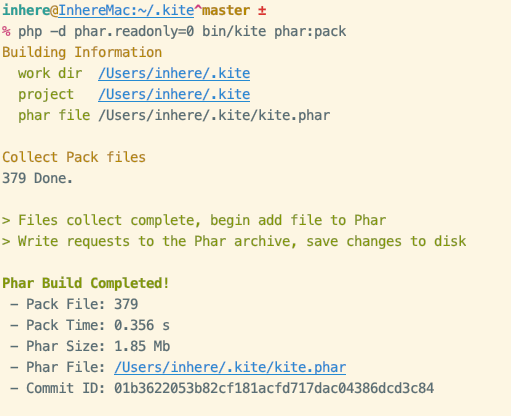 inhere@InhereMac:~/.kite^master ±
% php -d phar.readonly=0 bin/kite phar:pack
Building Information
work dir /Users/inhere/.kite
project /Users/inhere/.kite
phar file /Users/inhere/.kite/kite.phar
Collect Pack files
379 Done.
> Files collect complete, begin add file to Phar
> Write requests to the Phar archive, save changes to disk
Phar Build Completed!
- Pack File: 379
- Pack Time: 0.356 s
- Phar Size: 1.85 Mb
- Phar File: /Users/inhere/.kite/kite.phar
- Commit ID: 01b3622053b82cf181acfd717dac04386dcd3c84